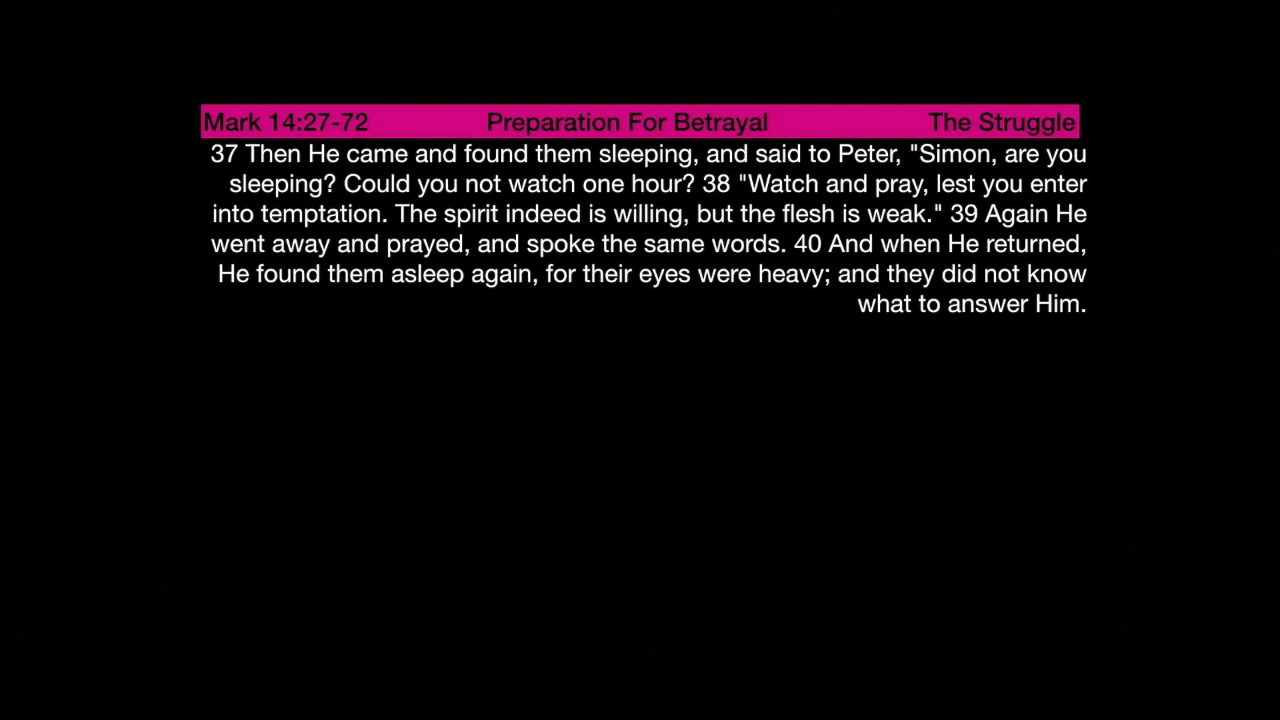 Mark 14:27-72 Preparation For Betrayal The Struggle
37 Then He came and found them sleeping, and said to Peter, "Simon, are you
sleeping? Could you not watch one hour? 38 "Watch and pray, lest you enter
into temptation. The spirit indeed is willing, but the flesh is weak." 39 Again He
went away and prayed, and spoke the same words. 40 And when He returned,
He found them asleep again, for their eyes were heavy; and they did not know
what to answer Him.